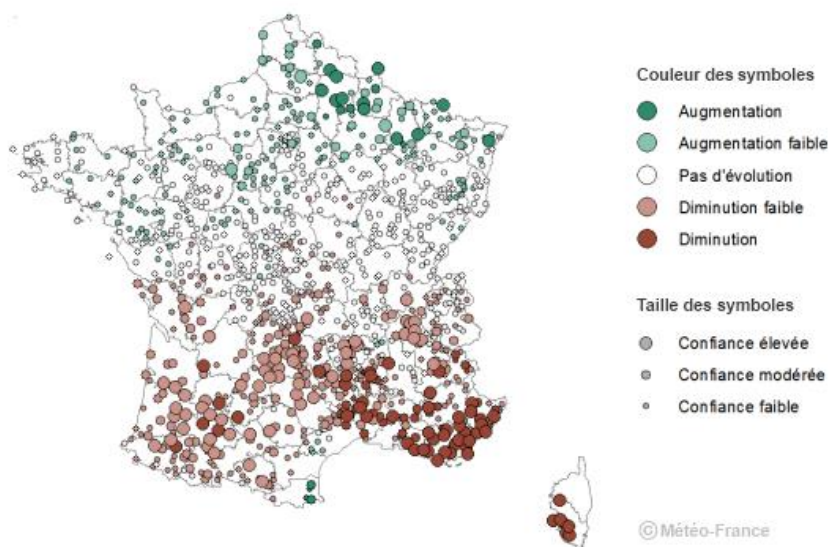 Couleur des symboles
Augmentation
Augmentation faible
Pas d'évolution
Diminution faible
Diminution
Taille des symboles
Confiance élevée
Confiance modérée
Confiance faible
© Météo-France